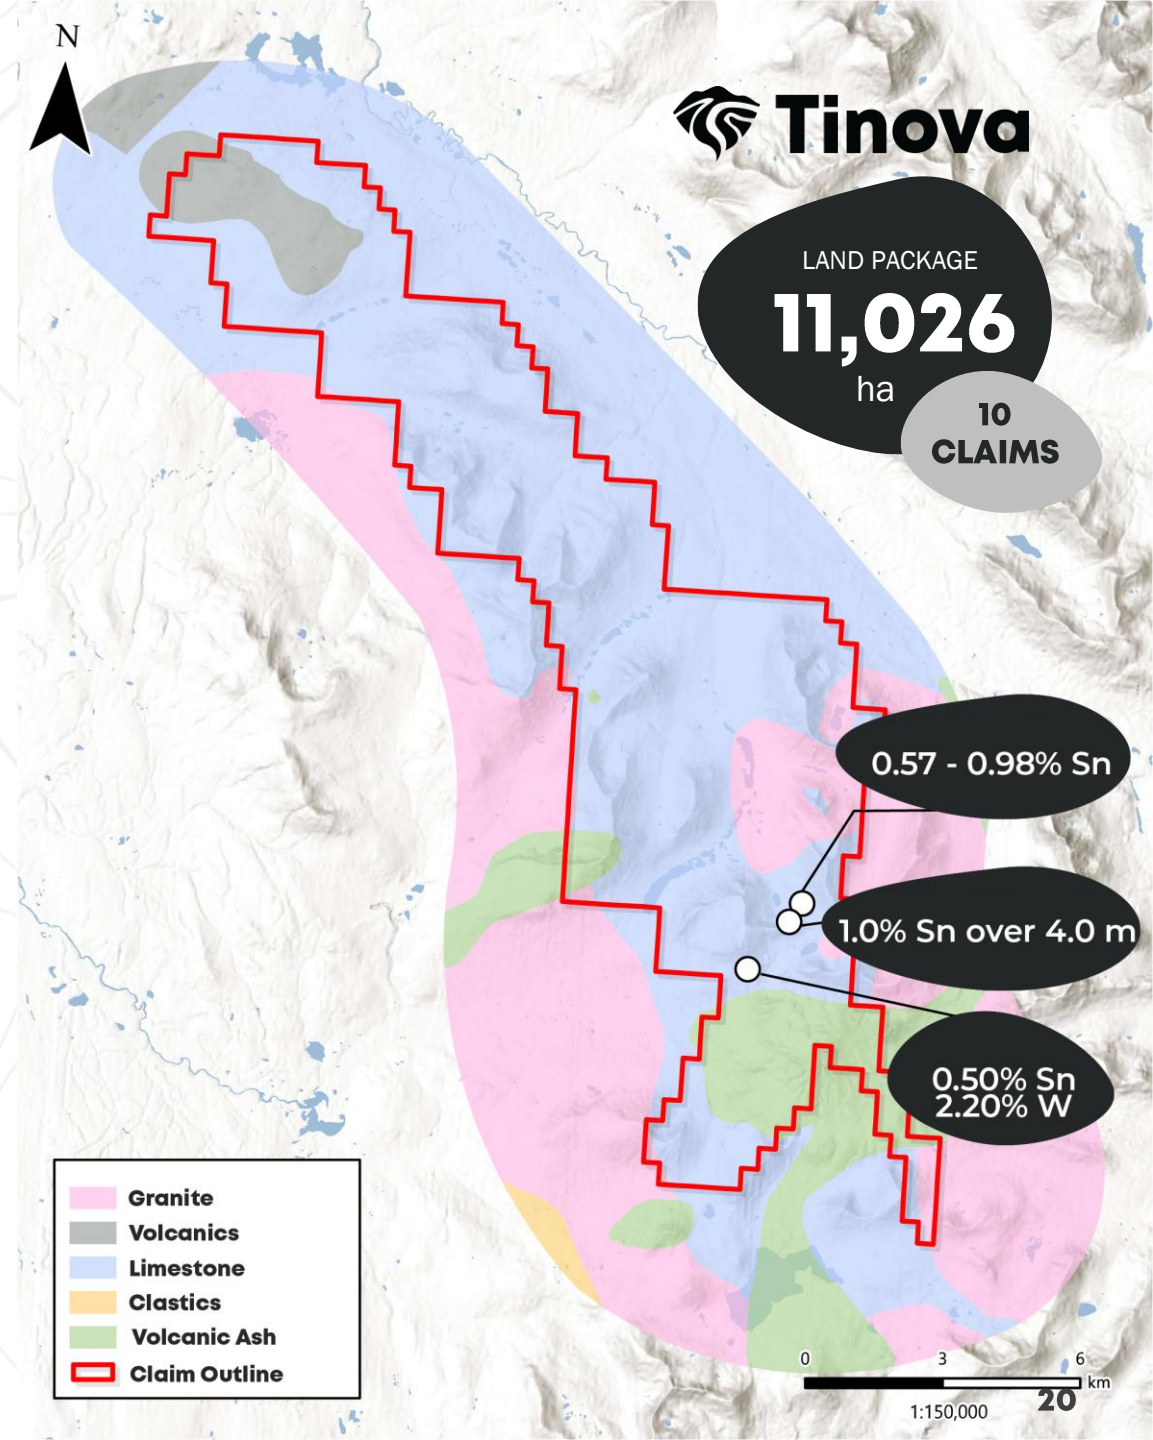 N
Tinova
LAND PACKAGE
11,026
ha
10
CLAIMS
0.57 - 0.98% Sn
1.0% Sn over 4.0 m
0.50% Sn
2.20% W
Granite
Volcanics
Limestone
Clastics
Volcanic Ash
Claim Outline
0 3 6
km
20
1:150,000